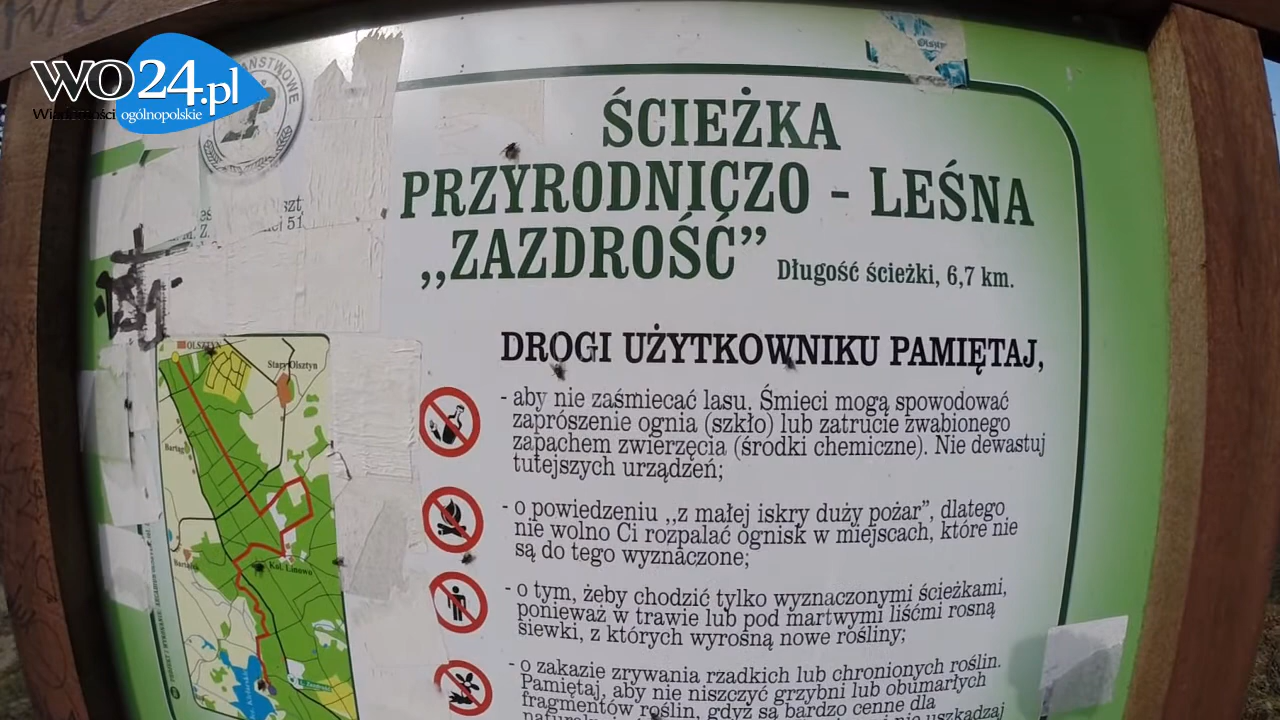 WO24.pl
Wiadomości ogólnopolskie
Olsztyn
ŚCIEŻKA
PRZYRODNICZO - LEŚNA
,,ZAZDROŚĆ”
Długość ścieżki, 6,7 km.
DROGI UŻYTKOWNIKU PAMIĘTAJ,
- aby nie zaśmiecać lasu. Śmieci mogą spowodować
zaprószenie ognia (szkło) lub zatrucie zwabionego
zapachem zwierzęcia (środki chemiczne). Nie dewastuj
tutejszych urządzeń;
- o powiedzeniu ,,z małej iskry duży pożar”, dlatego
nie wolno Ci rozpalać ognisk w miejscach, które nie
są do tego wyznaczone;
- o tym, żeby chodzić tylko wyznaczonymi ścieżkami,
ponieważ w trawie lub pod martwymi liśćmi rosną
siewki, z których wyrosną nowe rośliny;
- o zakazie zrywania rzadkich lub chronionych roślin.
Pamiętaj, aby nie niszczyć grzybni lub obumarłych
fragmentów roślin, gdyż są bardzo cenne dla
nie uszkadzaj
51
OLSZTYN
Stary Olsztyn
Bartąg
Kol. Linowo